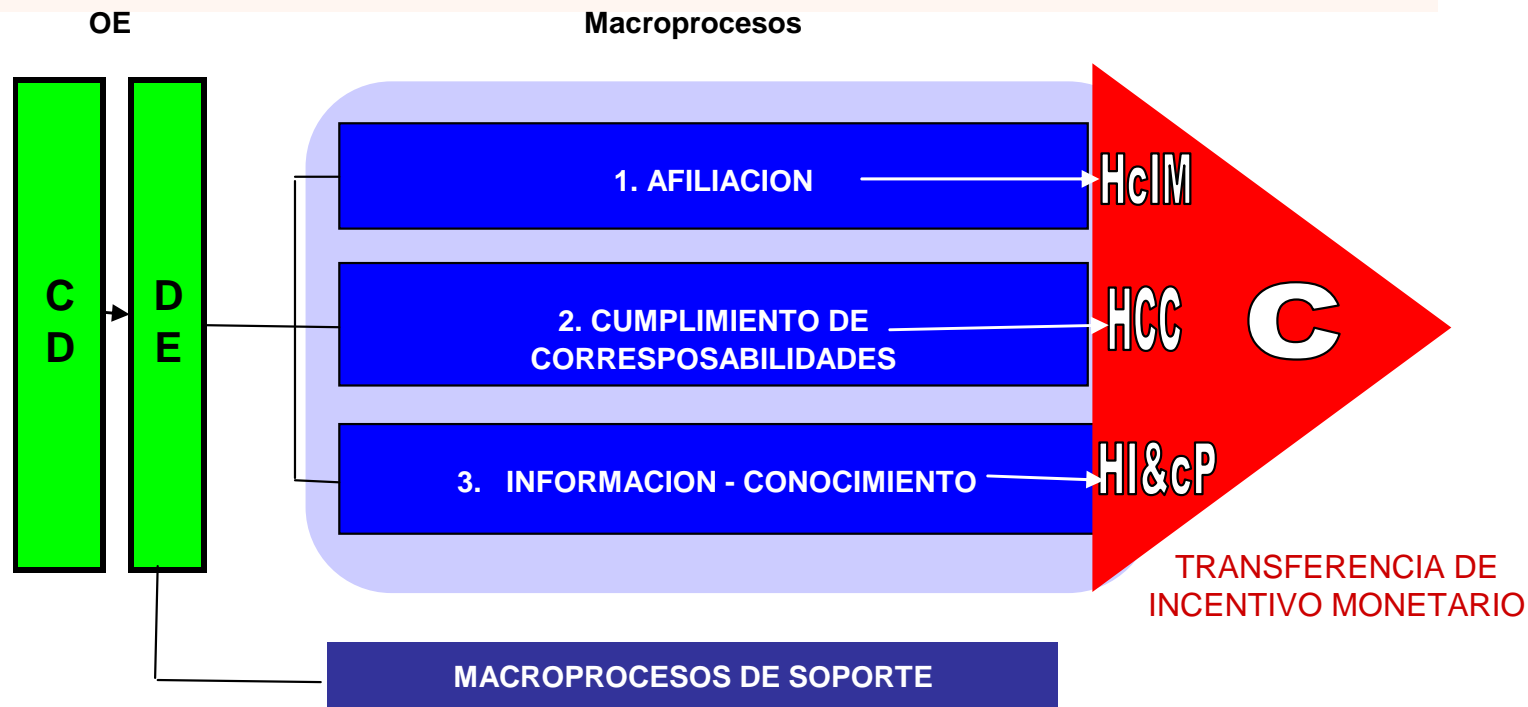 OE
Macroprocesos
C
D
D
E
1. AFILIACION
HcIM
2. CUMPLIMIENTO DE
CORRESPOSABILIDADES
HCC
C
3. INFORMACION - CONOCIMIENTO
HI&cP
TRANSFERENCIA DE
INCENTIVO MONETARIO
MACROPROCESOS DE SOPORTE